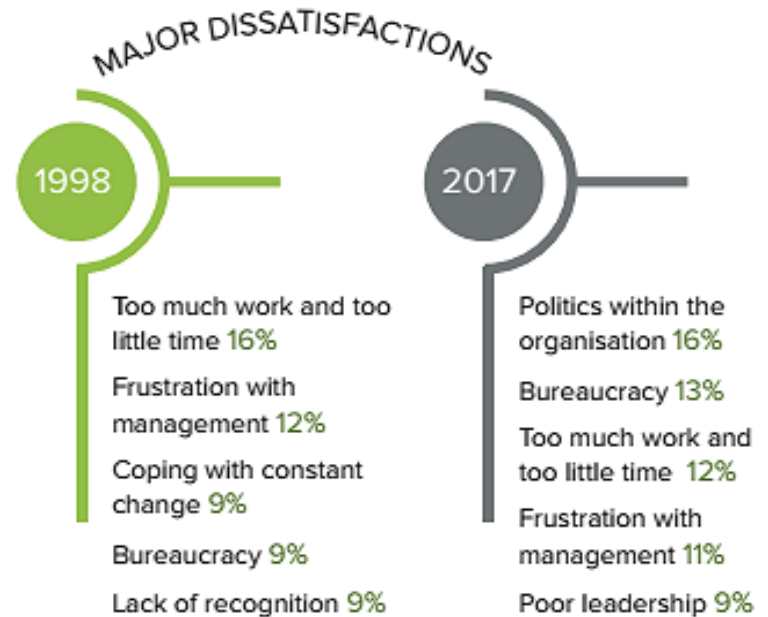 MAJOR DISSATISFACTIONS
1998
Too much work and too
little time 16%
Frustration with
management 12%
Coping with constant
change 9%
Bureaucracy 9%
Lack of recognition 9%
2017
Politics within the
organisation 16%
Bureaucracy 13%
Too much work and
too little time 12%
Frustration with
management 11%
Poor leadership 9%